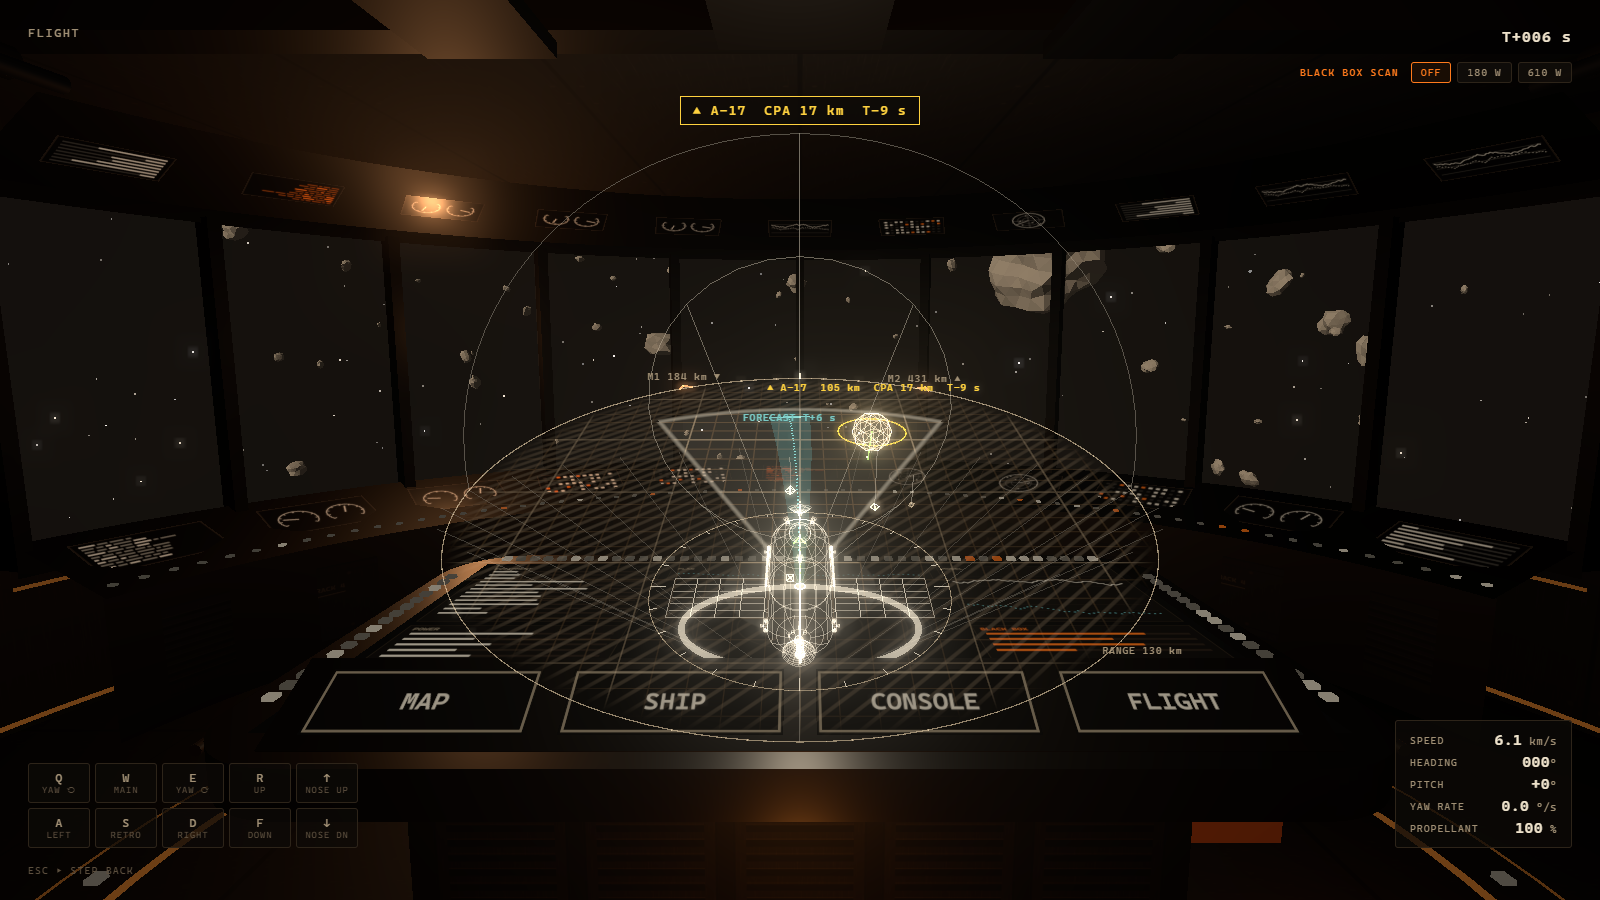 FLIGHT
T+006 s
BLACK BOX SCAN OFF 180 W 610 W
▲ A-17 CPA 17 km T-9 s
M1 184 km ▼
M2 431 km ▲
▲ A-17 105 km CPA 17 km T-9 s
FORECAST T+6 s
RANGE 130 km
MAP SHIP CONSOLE FLIGHT
SPEED 6.1 km/s
HEADING 000°
PITCH +0°
YAW RATE 0.0 °/s
PROPELLANT 100 %
Q W E R ↑
YAW ↺ MAIN YAW ↻ UP NOSE UP
A S D F ↓
LEFT RETRO RIGHT DOWN NOSE DN
ESC ▸ STEP BACK